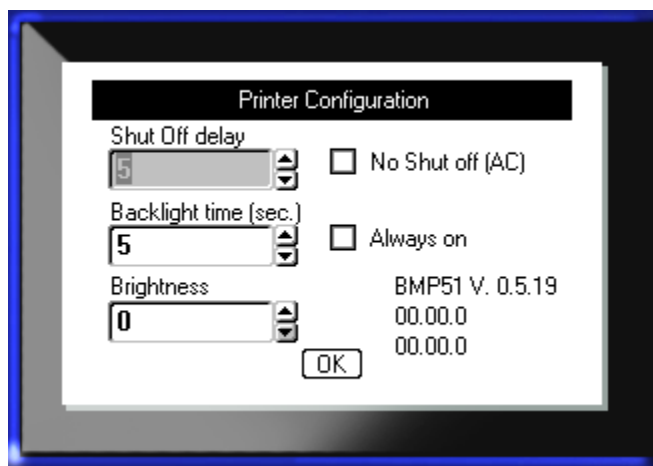 Printer Configuration
Shut Off delay
5
No Shut off (AC)
Backlight time (sec.)
5
Always on
Brightness
0
BMP51 V. 0.5.19
00.00.0
00.00.0
OK